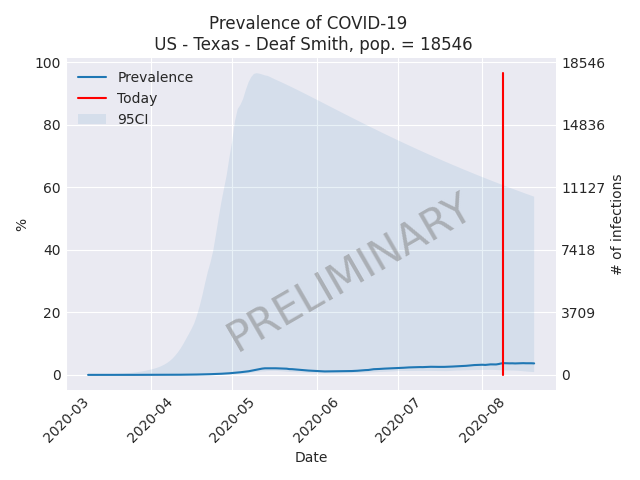 Prevalence of COVID-19
US - Texas - Deaf Smith, pop. = 18546
Prevalence
Today
95CI
PRELIMINARY
100
80
60
40
20
0
%
18546
14836
11127
7418
3709
0
# of infections
2020-03
2020-04
2020-05
2020-06
2020-07
2020-08
Date